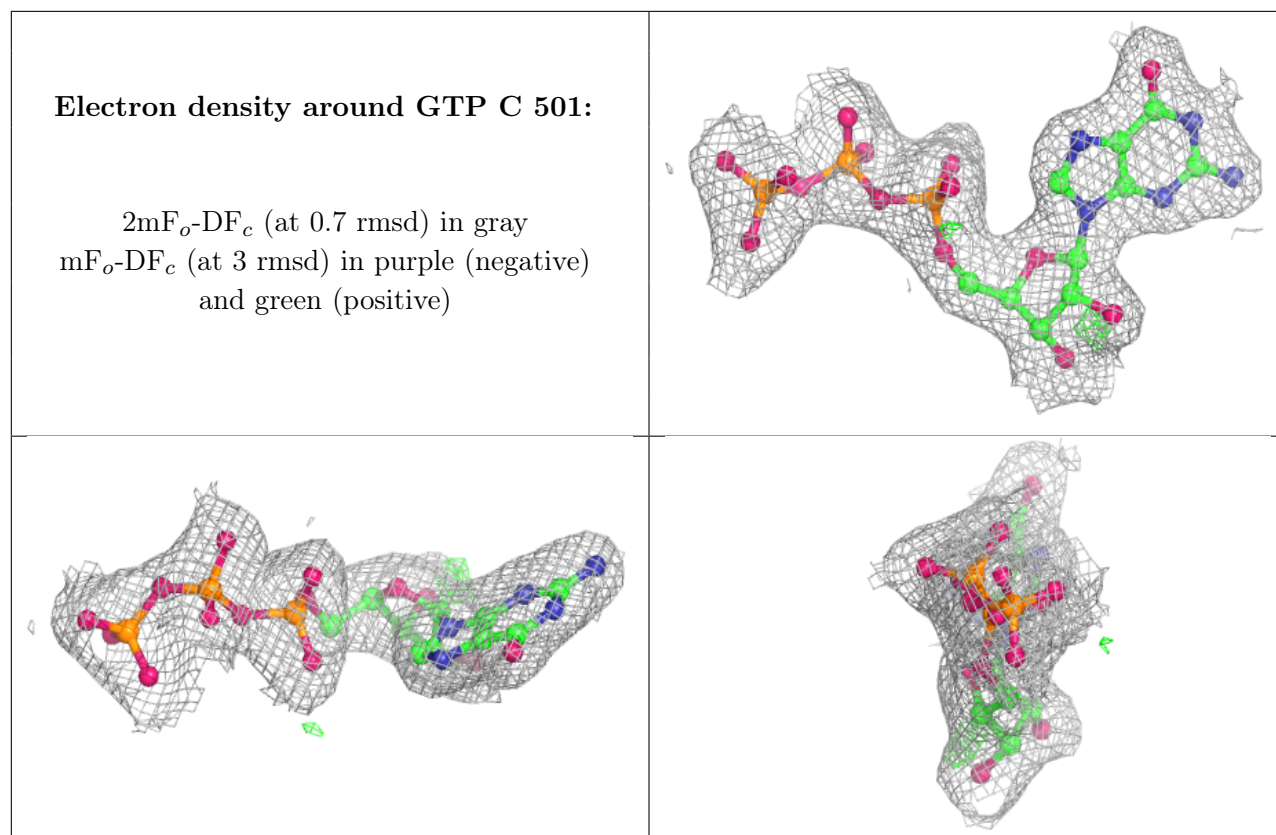 Electron density around GTP C 501:
2mFo-DFc (at 0.7 rmsd) in gray
mFo-DFc (at 3 rmsd) in purple (negative)
and green (positive)